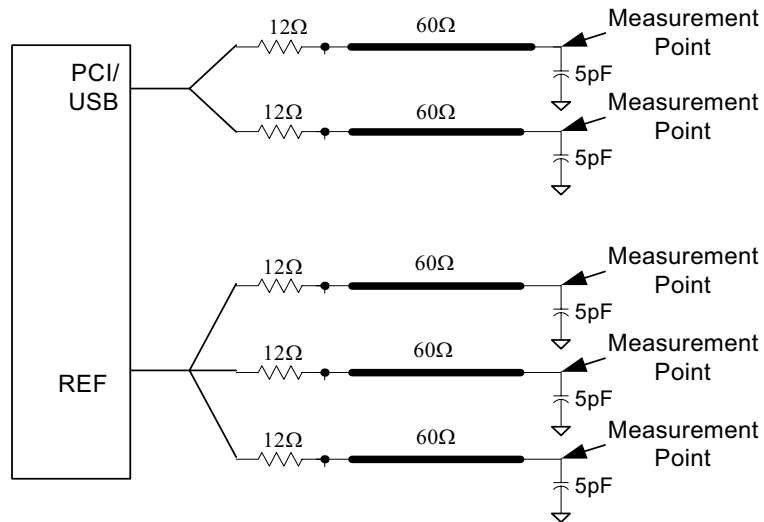 12Ω
60Ω
Measurement
Point
5pF
PCI/
USB
12Ω
60Ω
Measurement
Point
5pF
12Ω
60Ω
Measurement
Point
5pF
REF
12Ω
60Ω
Measurement
Point
5pF
12Ω
60Ω
Measurement
Point
5pF